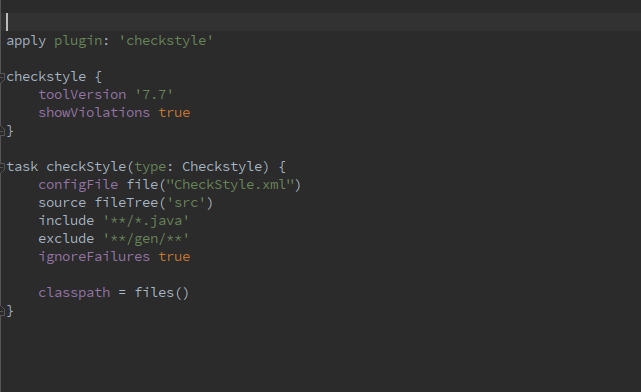 apply plugin: 'checkstyle'
checkstyle {
toolVersion '7.7'
showViolations true
}
task checkStyle(type: Checkstyle) {
configFile file("CheckStyle.xml")
source fileTree('src')
include '**/*.java'
exclude '**/gen/**'
ignoreFailures true
classpath = files()
}